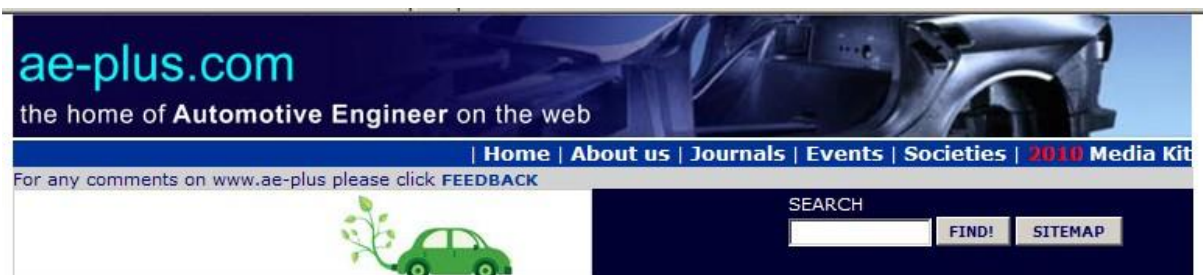 ae-plus.com
the home of Automotive Engineer on the web
| Home | About us | Journals | Events | Societies | 2010 Media Kit
For any comments on www.ae-plus please click FEEDBACK
SEARCH
FIND! SITEMAP